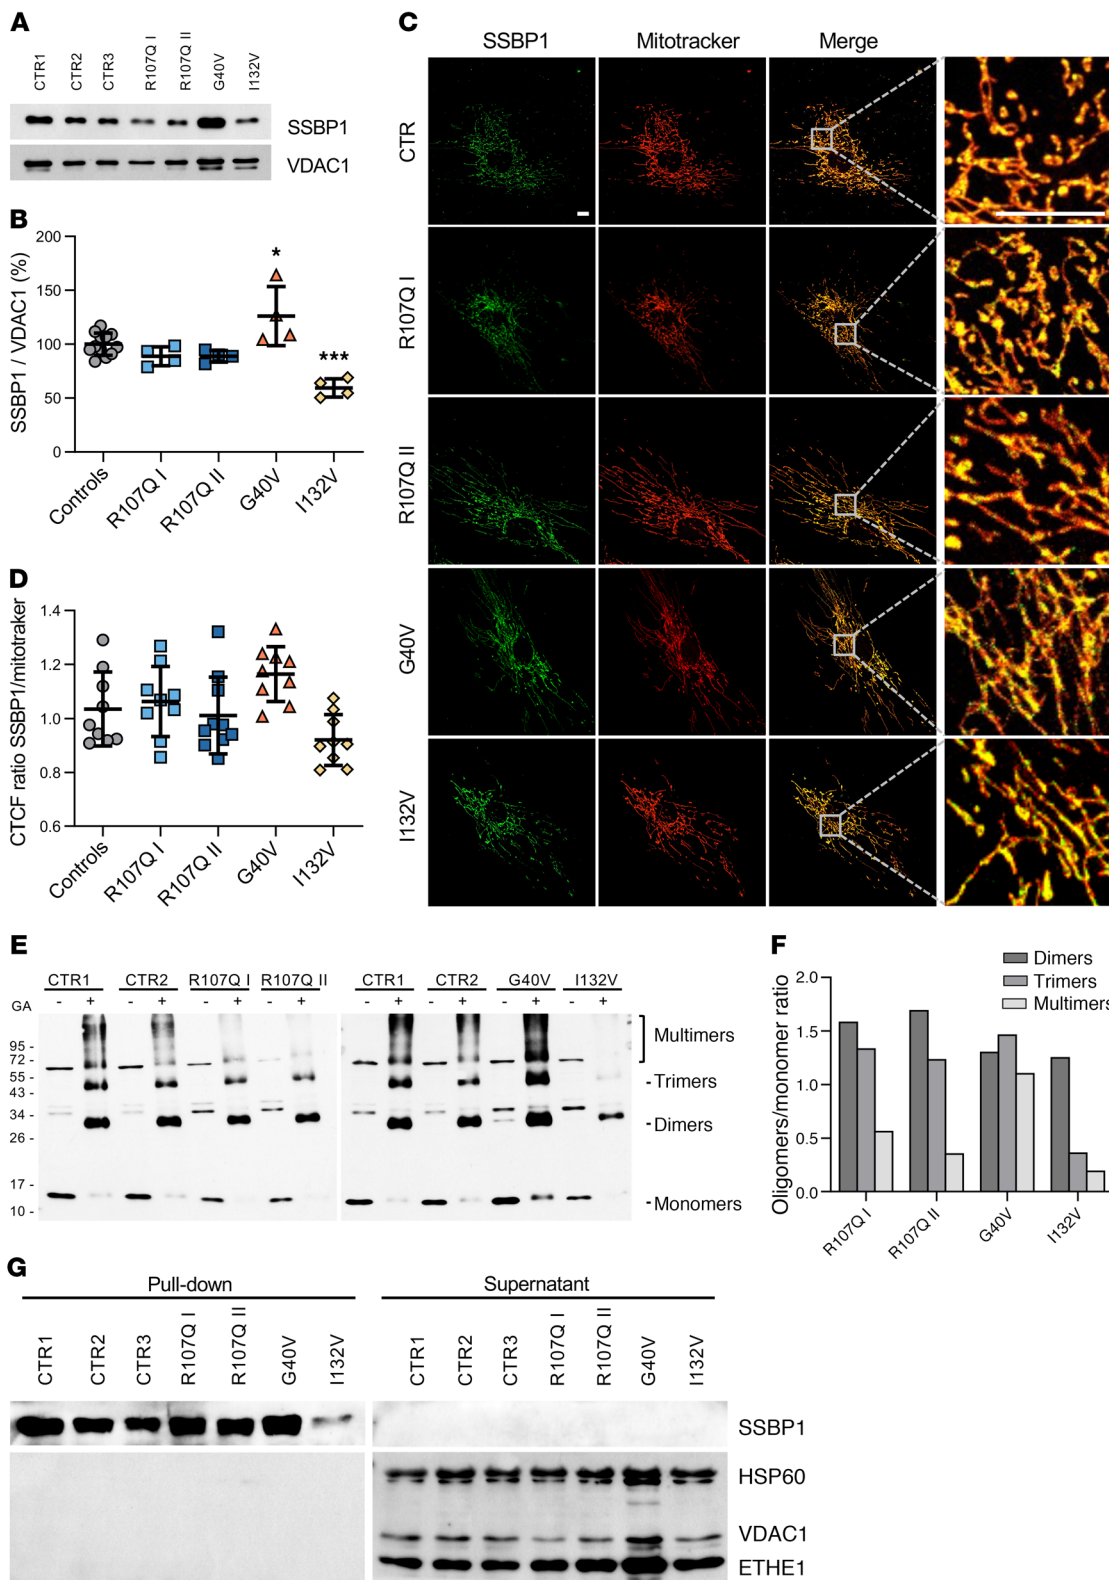 A
CTR1
CTR2
CTR3
R107Q I
R107Q II
G40V
I132V
SSBP1
VDAC1
B
SSBP1 / VDAC1 (%)
200
150
100
50
0
*
***
Controls
R107Q I
R107Q II
G40V
I132V
C
SSBP1 Mitotracker Merge
CTR
R107Q I
R107Q II
G40V
I132V
D
CTCF ratio SSBP1/mitotraker
1.4
1.2
1.0
0.8
0.6
Controls
R107Q I
R107Q II
G40V
I132V
E
CTR1 CTR2 R107Q I R107Q II CTR1 CTR2 G40V I132V
GA - + - + - + - + - + - + - + - +
95 -
72 -
55 -
43 -
34 -
26 -
17 -
10 -
Multimers
- Trimers
- Dimers
- Monomers
F
Dimers
Trimers
Multimers
Oligomers/monomer ratio
2.0
1.5
1.0
0.5
0.0
R107Q I
R107Q II
G40V
I132V
G
Pull-down Supernatant
CTR1
CTR2
CTR3
R107Q I
R107Q II
G40V
I132V
CTR1
CTR2
CTR3
R107Q I
R107Q II
G40V
I132V
SSBP1
HSP60
VDAC1
ETHE1